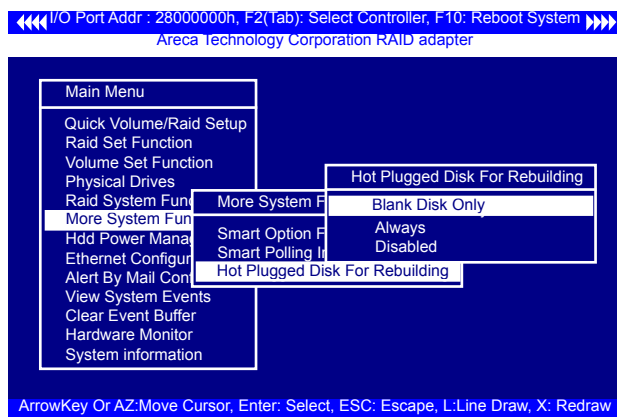 I/O Port Addr : 28000000h, F2(Tab): Select Controller, F10: Reboot System
Areca Technology Corporation RAID adapter
Main Menu
Quick Volume/Raid Setup
Raid Set Function
Volume Set Function
Physical Drives
Raid System Func
More System Fun
Hdd Power Mana
Ethernet Configur
Alert By Mail Con
View System Events
Clear Event Buffer
Hardware Monitor
System information
More System F
Smart Option F
Smart Polling In
Hot Plugged Disk For Rebuilding
Hot Plugged Disk For Rebuilding
Blank Disk Only
Always
Disabled
ArrowKey Or AZ:Move Cursor, Enter: Select, ESC: Escape, L:Line Draw, X: Redraw